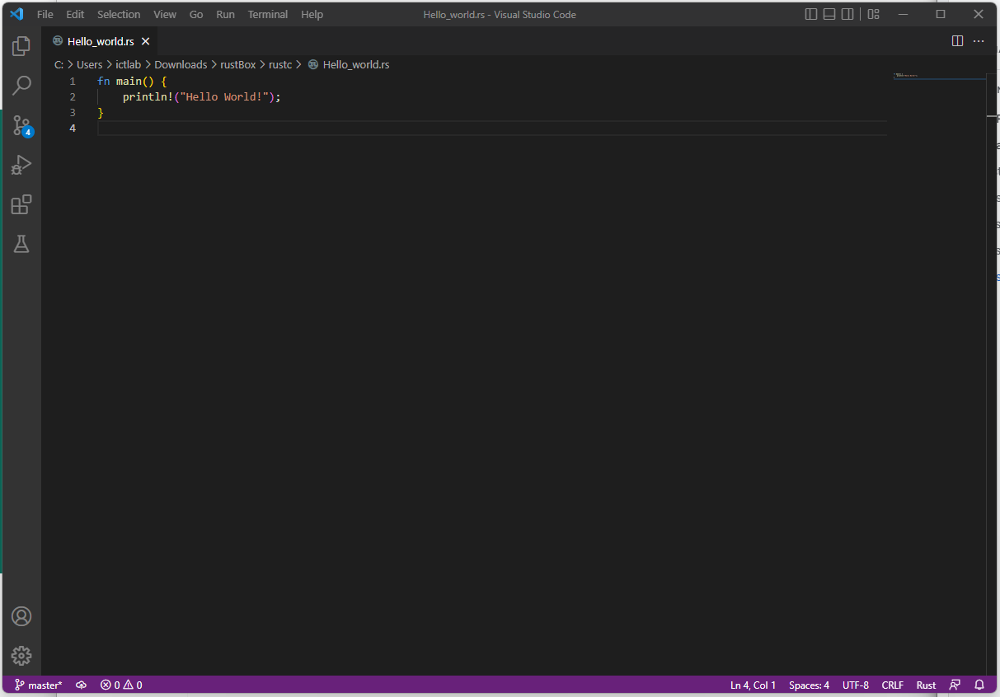 File Edit Selection View Go Run Terminal Help Hello_world.rs - Visual Studio Code
Hello_world.rs
C: > Users > ictlab > Downloads > rustBox > rustc > Hello_world.rs
1 fn main() {
2     println!("Hello World!");
3 }
4
4
master* 0 0 Ln 4, Col 1 Spaces: 4 UTF-8 CRLF Rust